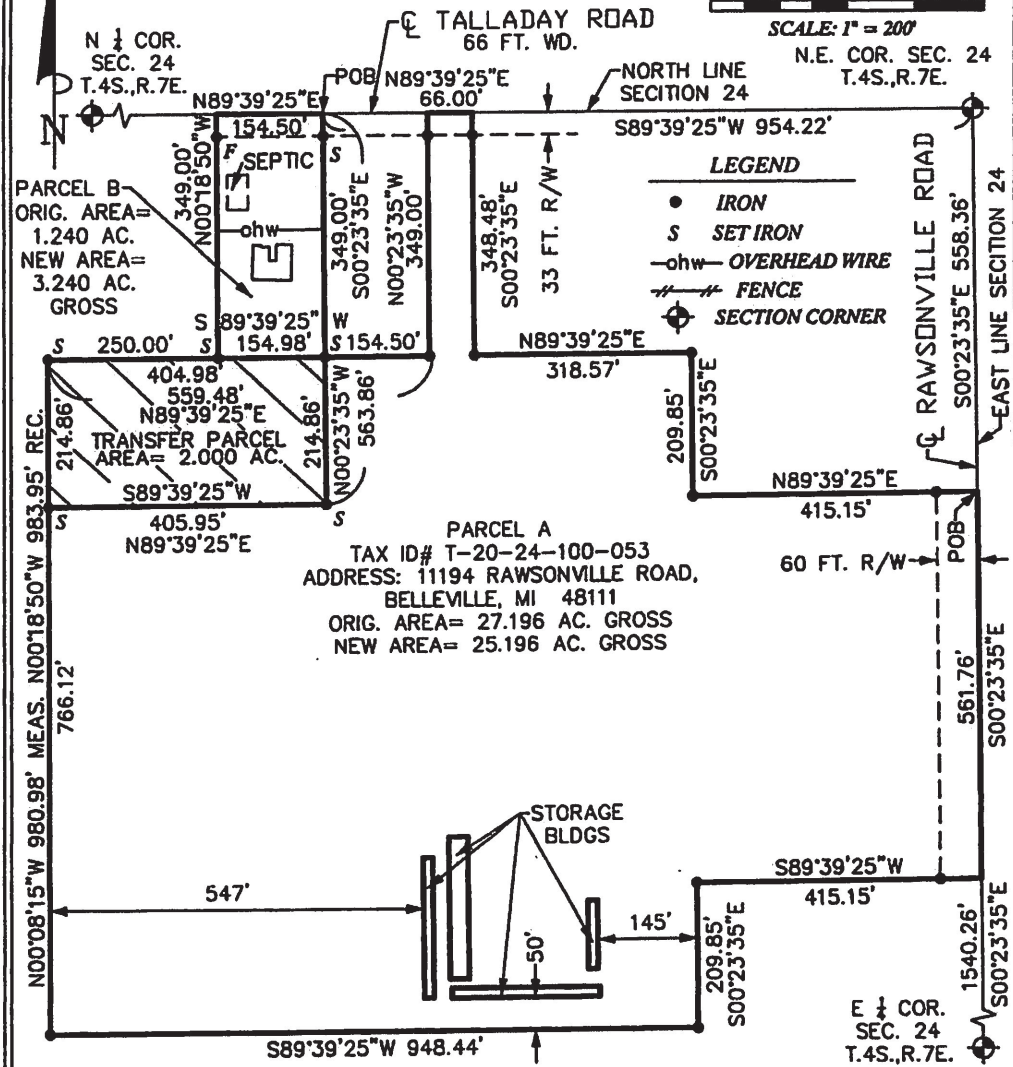 ℄ TALLADAY ROAD
66 FT. WD.
SCALE: 1" = 200'
N ¼ COR.
SEC. 24
T.4S.,R.7E.
N.E. COR. SEC. 24
T.4S.,R.7E.
POB
N89°39'25"E
66.00'
NORTH LINE
SECITION 24
N89°39'25"E
154.50'
S89°39'25"W 954.22'
N
349.00'
N00°18'50"W
F
SEPTIC
S
349.00'
S00°23'35"E
N00°23'35"W
349.00'
348.48'
S00°23'35"E
33 FT. R/W
LEGEND
IRON
S SET IRON
ohw OVERHEAD WIRE
FENCE
SECTION CORNER
℄ RAWSONVILLE ROAD
S00°23'35"E 558.36'
EAST LINE SECITION 24
PARCEL B
ORIG. AREA=
1.240 AC.
NEW AREA=
3.240 AC.
GROSS
ohw
S 89°39'25" W
S 250.00' S 154.98' S 154.50'
N89°39'25"E
318.57'
404.98'
559.48'
N89°39'25"E
TRANSFER PARCEL
AREA= 2.000 AC.
214.86'
214.86'
N00°23'35"W
563.86'
209.85'
S00°23'35"E
S89°39'25"W
S 405.95' S
N89°39'25"E
N89°39'25"E
415.15'
POB
60 FT. R/W
PARCEL A
TAX ID# T-20-24-100-053
ADDRESS: 11194 RAWSONVILLE ROAD,
BELLEVILLE, MI 48111
ORIG. AREA= 27.196 AC. GROSS
NEW AREA= 25.196 AC. GROSS
N00°08'15"W 980.98' MEAS. N00°18'50"W 983.95' REC.
766.12'
561.76'
S00°23'35"E
STORAGE
BLDGS
547'
145'
50'
S89°39'25"W
415.15'
209.85'
S00°23'35"E
1540.26'
S00°23'35"E
E ¼ COR.
SEC. 24
T.4S.,R.7E.
S89°39'25"W 948.44'